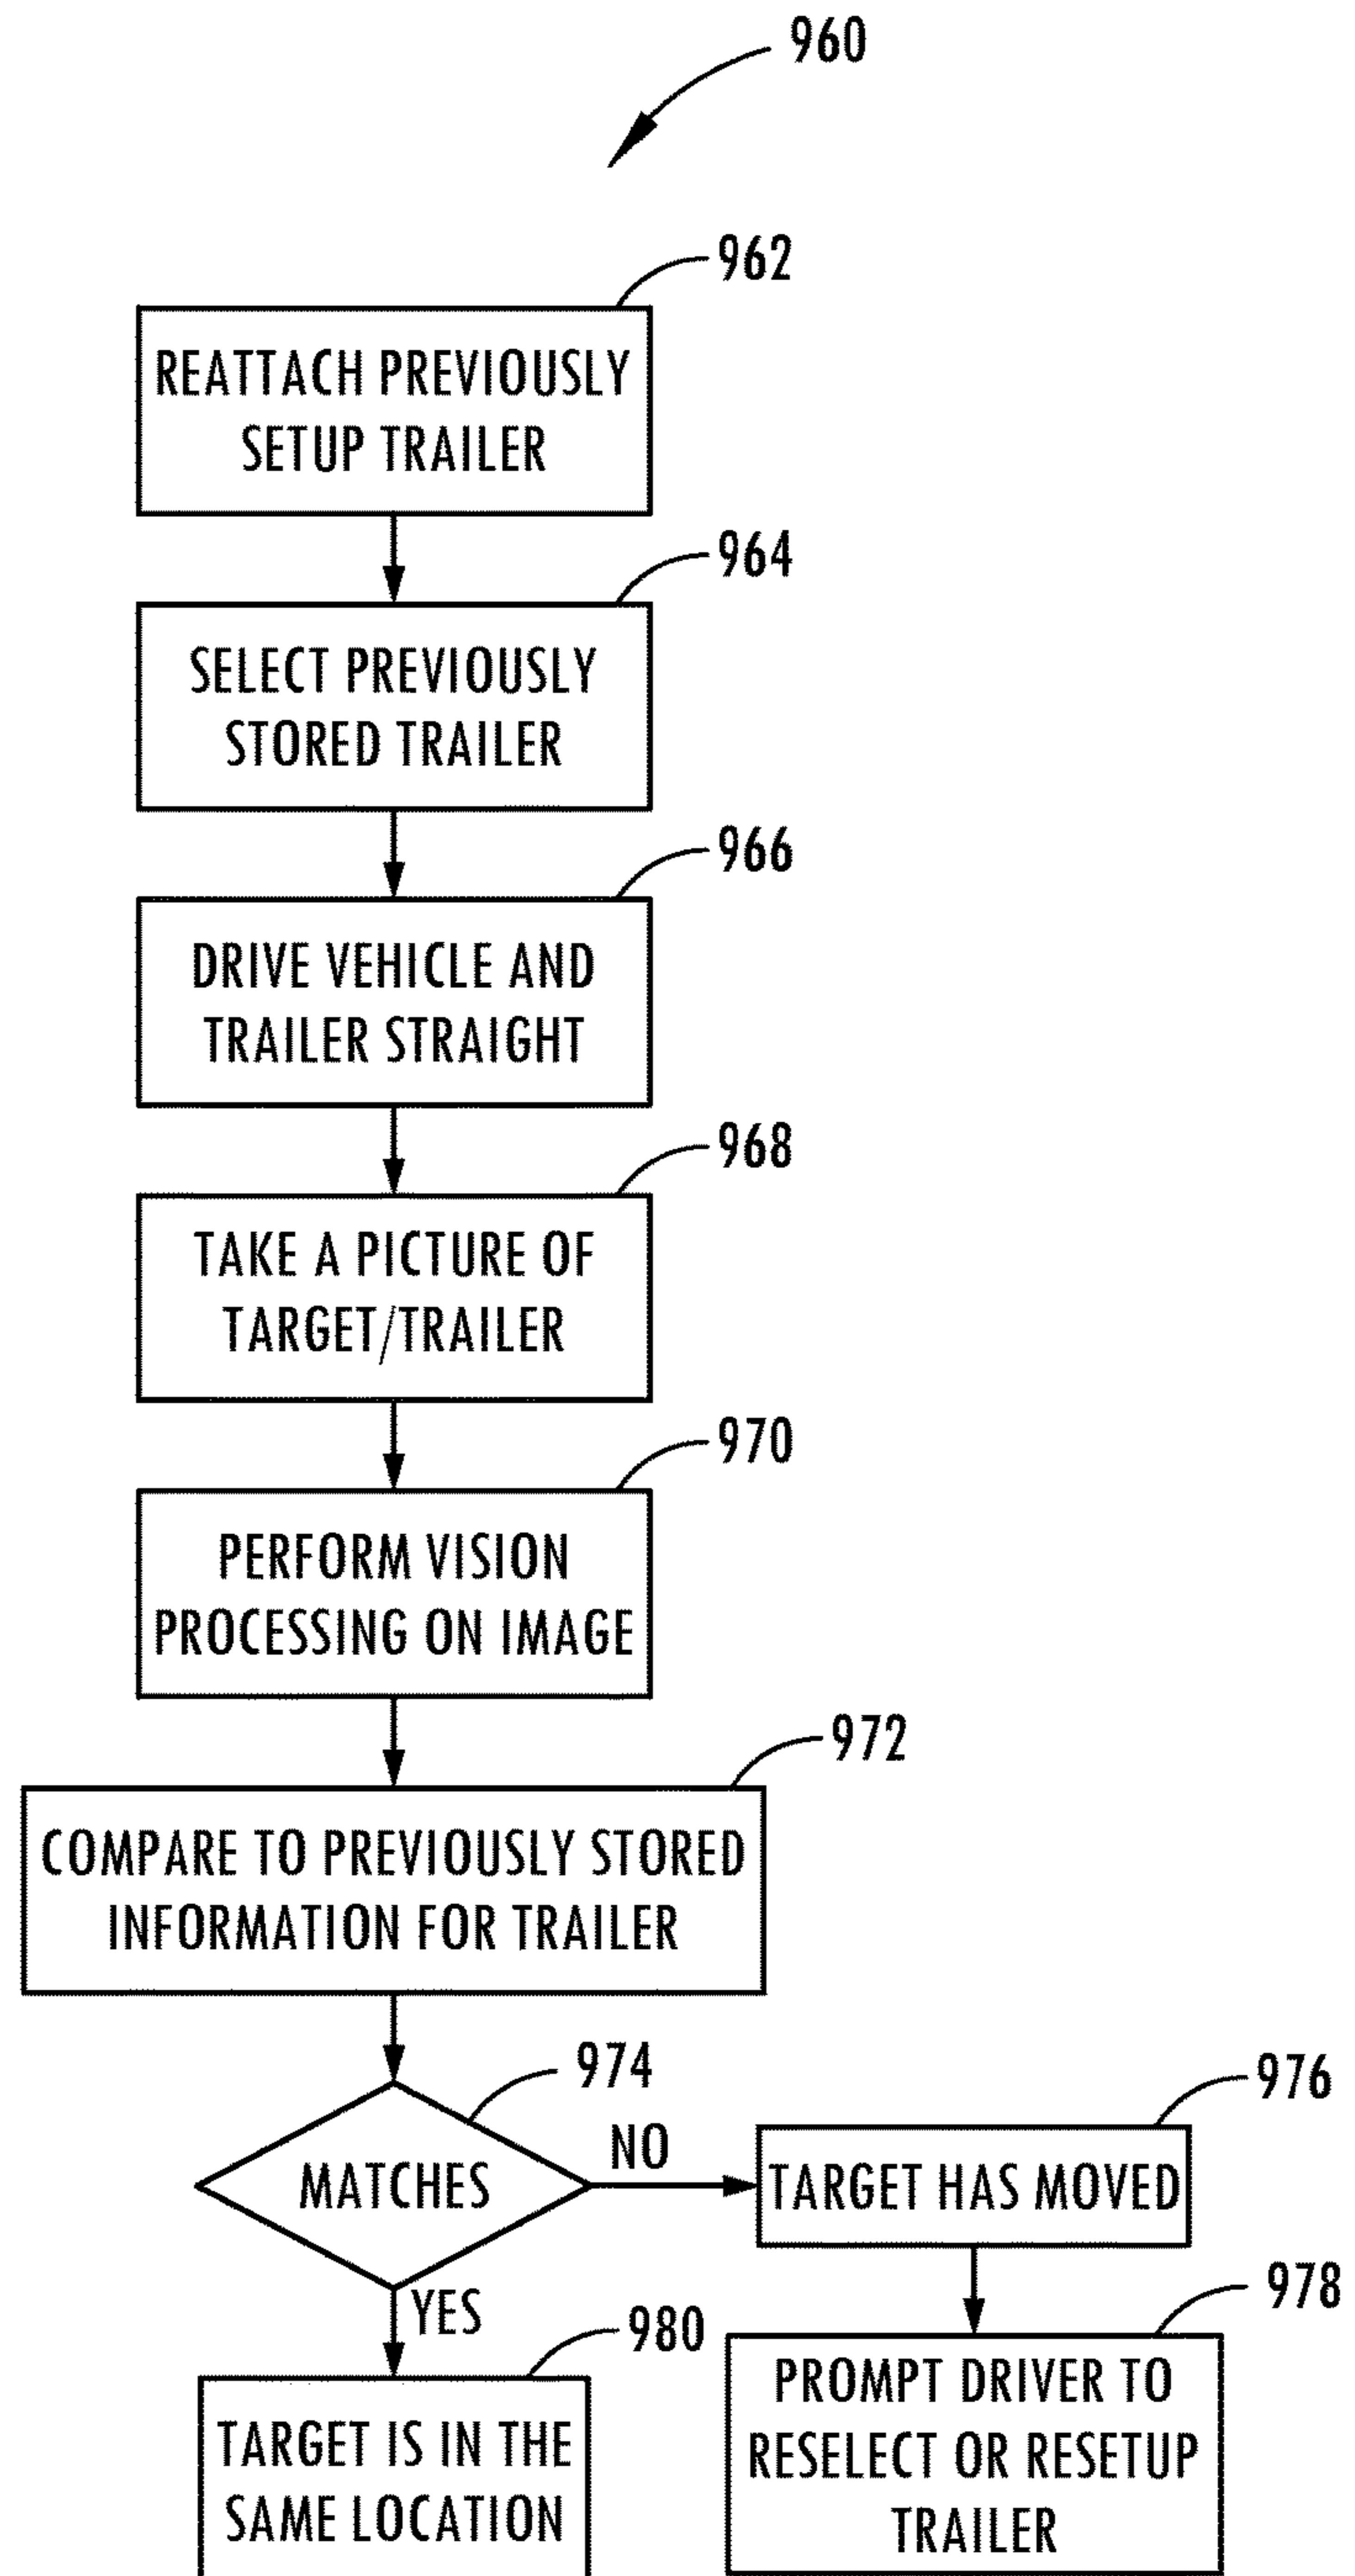 960
962
REATTACH PREVIOUSLY
SETUP TRAILER
964
SELECT PREVIOUSLY
STORED TRAILER
966
DRIVE VEHICLE AND
TRAILER STRAIGHT
968
TAKE A PICTURE OF
TARGET/TRAILER
970
PERFORM VISION
PROCESSING ON IMAGE
972
COMPARE TO PREVIOUSLY STORED
INFORMATION FOR TRAILER
974
MATCHES
NO
976
TARGET HAS MOVED
978
PROMPT DRIVER TO
RESELECT OR RESETUP
TRAILER
YES
980
TARGET IS IN THE
SAME LOCATION